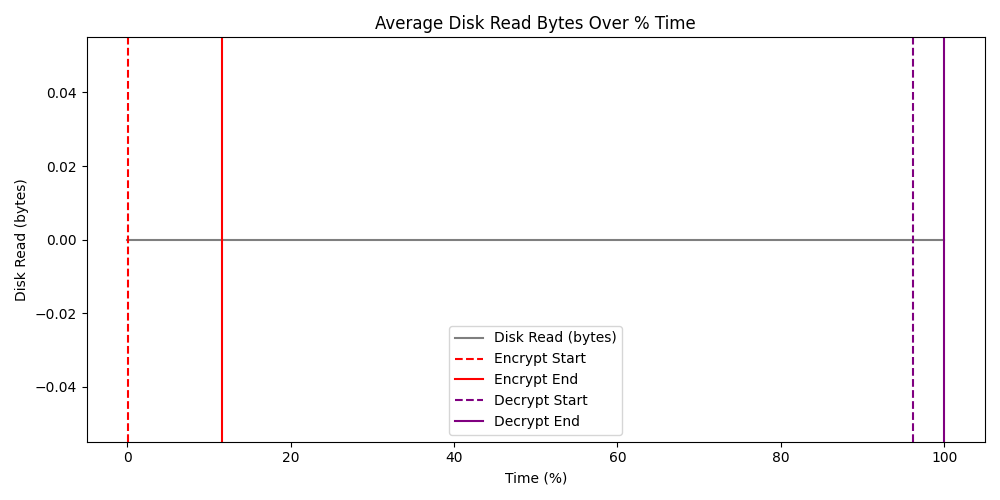 Average Disk Read Bytes Over % Time
Disk Read (bytes)
0.04
0.02
0.00
−0.02
−0.04
Disk Read (bytes)
Encrypt Start
Encrypt End
Decrypt Start
Decrypt End
0 20 40 60 80 100
Time (%)